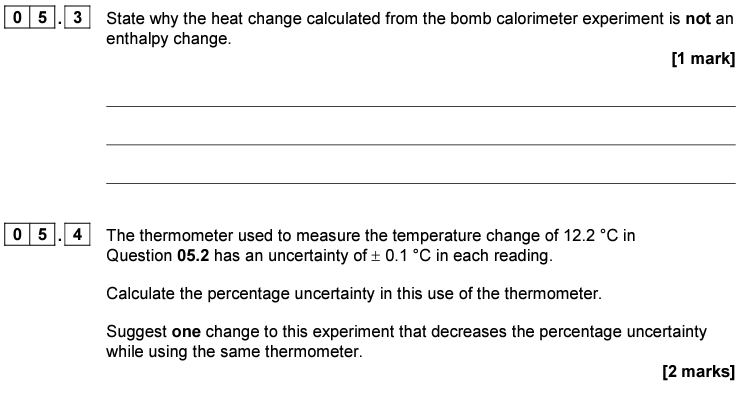 0 5 . 3 State why the heat change calculated from the bomb calorimeter experiment is not an
enthalpy change.
[1 mark]
0 5 . 4 The thermometer used to measure the temperature change of 12.2 °C in
Question 05.2 has an uncertainty of ± 0.1 °C in each reading.
Calculate the percentage uncertainty in this use of the thermometer.
Suggest one change to this experiment that decreases the percentage uncertainty
while using the same thermometer.
[2 marks]